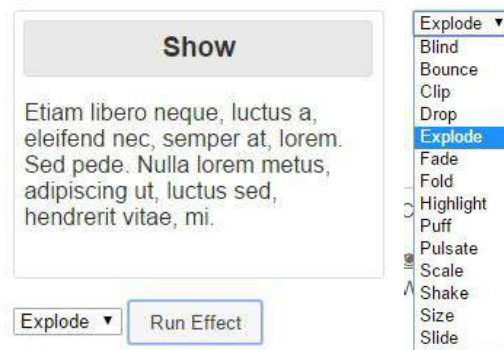 Show
Etiam libero neque, luctus a,
eleifend nec, semper at, lorem.
Sed pede. Nulla lorem metus,
adipiscing ut, luctus sed,
hendrerit vitae, mi.
Explode
Run Effect
Explode
Blind
Bounce
Clip
Drop
Explode
Fade
Fold
Highlight
Puff
Pulsate
Scale
Shake
Size
Slide